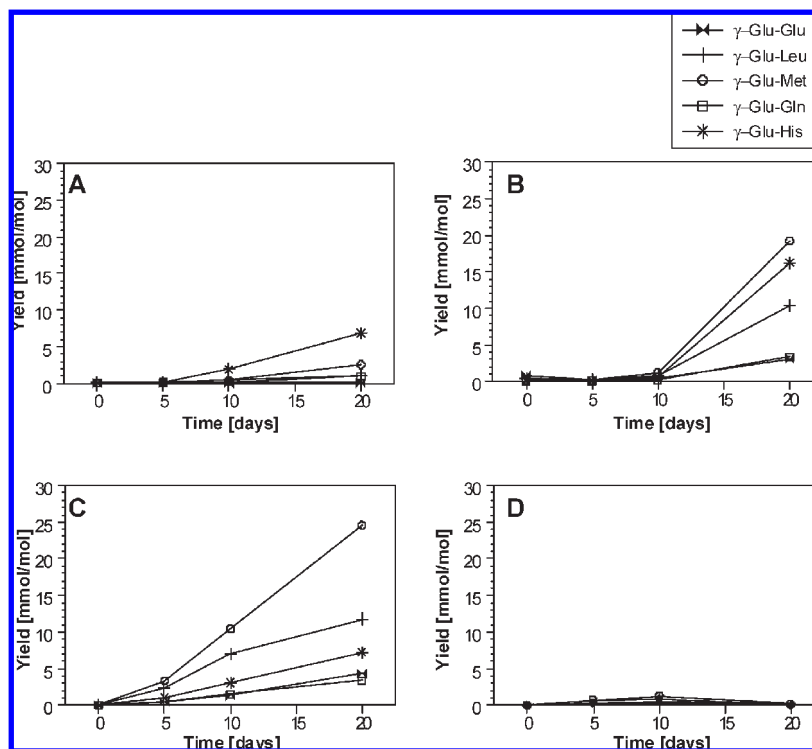 γ–Glu-Glu
γ–Glu-Leu
γ–Glu-Met
γ–Glu-Gln
γ–Glu-His
A
Yield [mmol/mol]
30
25
20
15
10
5
0
0 5 10 15 20
Time [days]
B
Yield [mmol/mol]
30
25
20
15
10
5
0
0 5 10 15 20
Time [days]
C
Yield [mmol/mol]
30
25
20
15
10
5
0
0 5 10 15 20
Time [days]
D
Yield [mmol/mol]
30
25
20
15
10
5
0
0 5 10 15 20
Time [days]